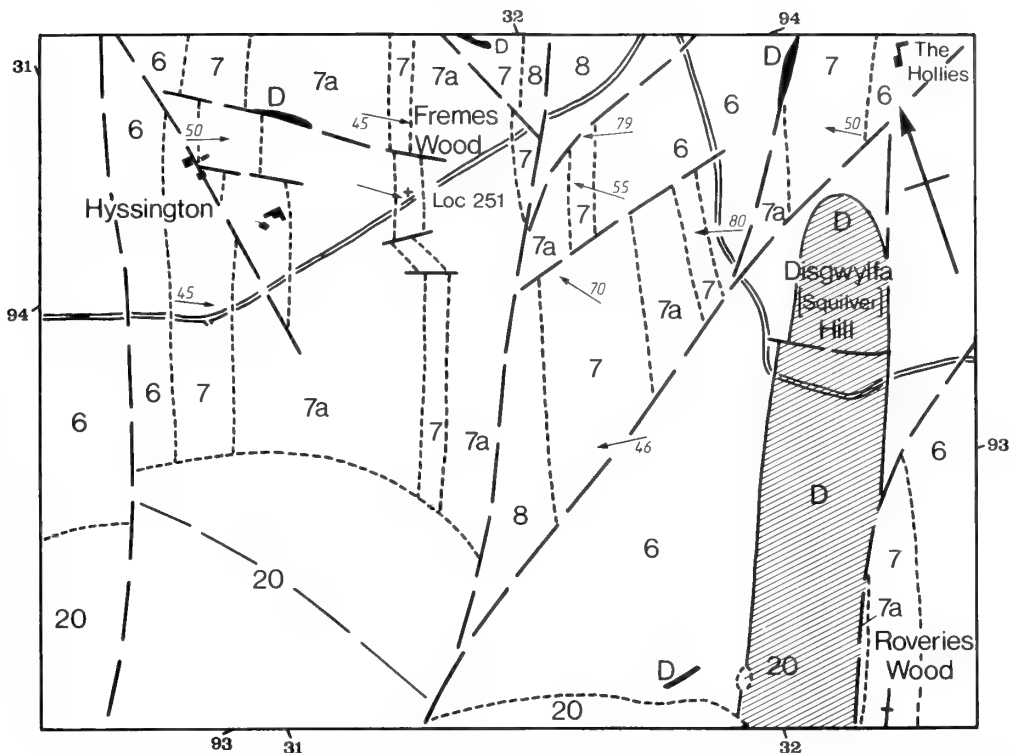 32
94
31
6
7
D
7a
7
7a
7
8
8
D
D
7
The
Hollies
6
6
50
45
Fremes
Wood
79
6
6
50
7
Hyssington
Loc 251
55
7
7a
80
7a
D
94
45
70
7a
7
Disgwylfa
[Squilver]
Hill
6
6
7
7a
7
7a
7
46
6
93
8
D
20
6
7
20
7a
Roveries
Wood
D
20
20
93
31
32